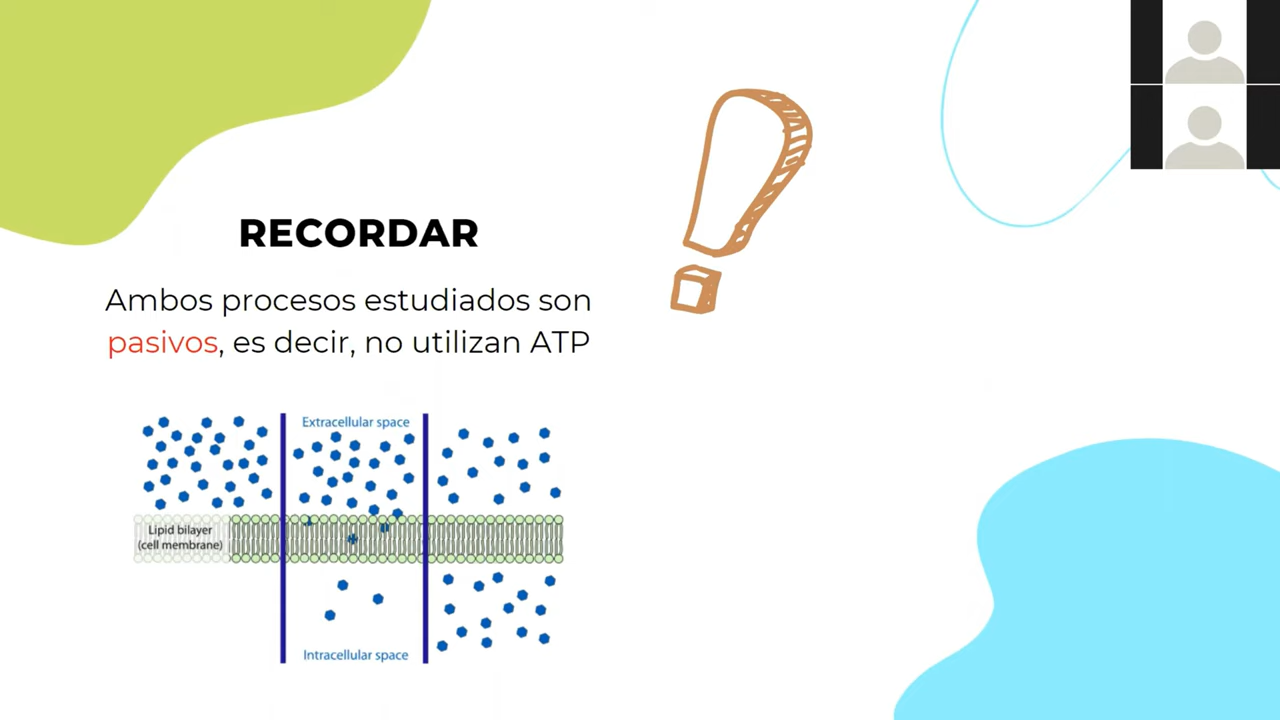 RECORDAR
Ambos procesos estudiados son
pasivos, es decir, no utilizan ATP
Extracellular space
Lipid bilayer
(cell membrane)
Intracellular space